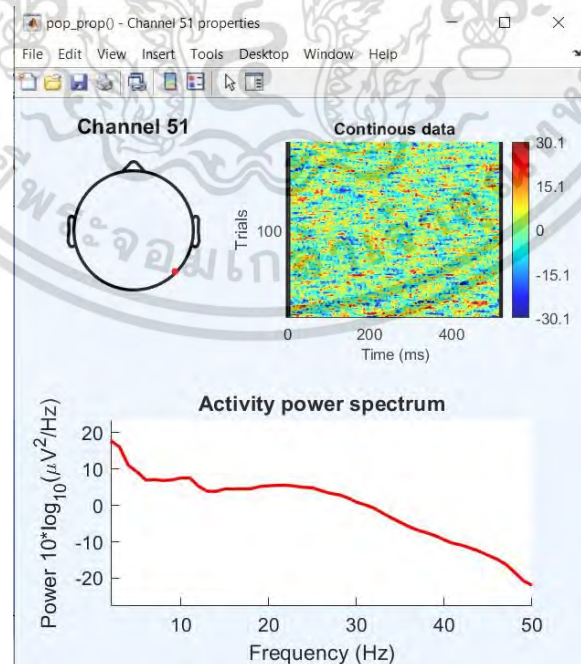 pop_prop() - Channel 51 properties
File Edit View Insert Tools Desktop Window Help
Channel 51
Continous data
Trials
100
0 200 400
Time (ms)
30.1
15.1
0
-15.1
-30.1
Activity power spectrum
Power 10*log10(μV2/Hz)
20
10
0
-10
-20
10 20 30 40 50
Frequency (Hz)